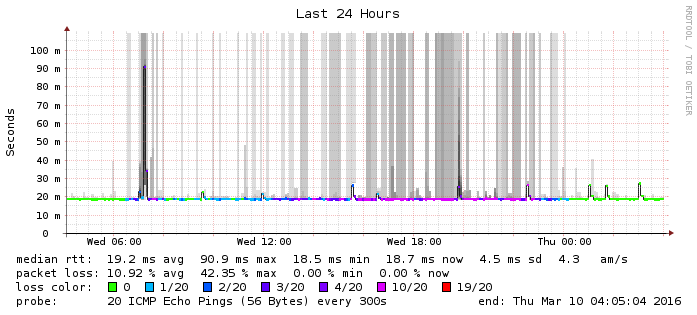 Last 24 Hours
RRDTOOL / TOBI OETIKER
Seconds
100 m
90 m
80 m
70 m
60 m
50 m
40 m
30 m
20 m
10 m
0
Wed 06:00 Wed 12:00 Wed 18:00 Thu 00:00
median rtt: 19.2 ms avg 90.9 ms max 18.5 ms min 18.7 ms now 4.5 ms sd 4.3 am/s
packet loss: 10.92 % avg 42.35 % max 0.00 % min 0.00 % now
loss color: 0 1/20 2/20 3/20 4/20 10/20 19/20
probe: 20 ICMP Echo Pings (56 Bytes) every 300s end: Thu Mar 10 04:05:04 2016